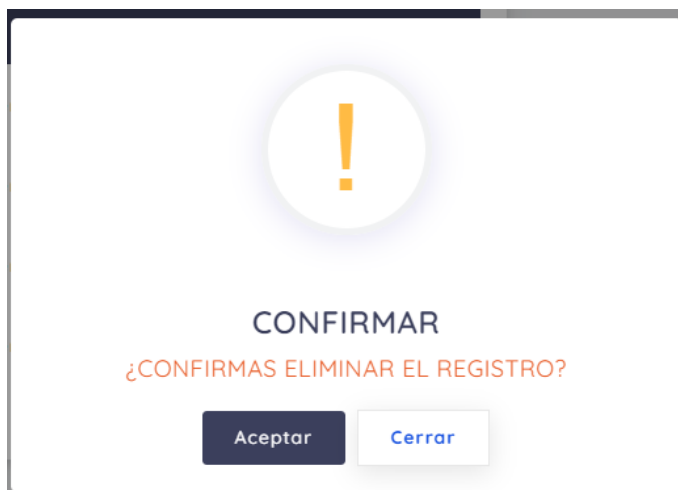 !
CONFIRMAR
¿CONFIRMAS ELIMINAR EL REGISTRO?
Aceptar
Cerrar